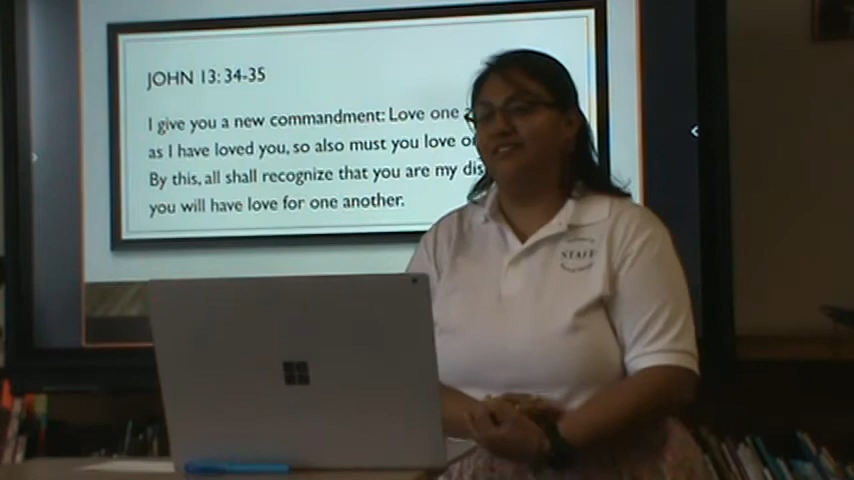 JOHN 13: 34-35
I give you a new commandment: Love one
as I have loved you, so also must you love
By this, all shall recognize that you are my
you will have love for one another.
STAFF